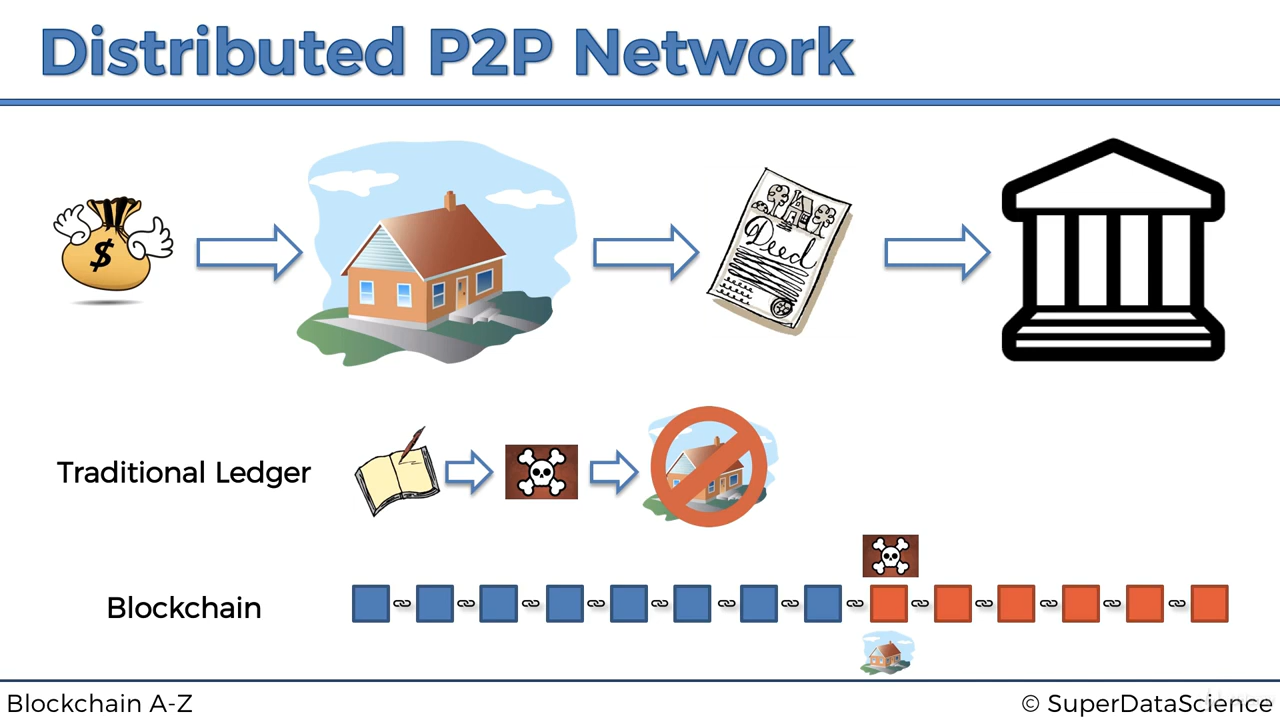 Distributed P2P Network
$
Deed
Traditional Ledger
Blockchain
Blockchain A-Z
© SuperDataScience